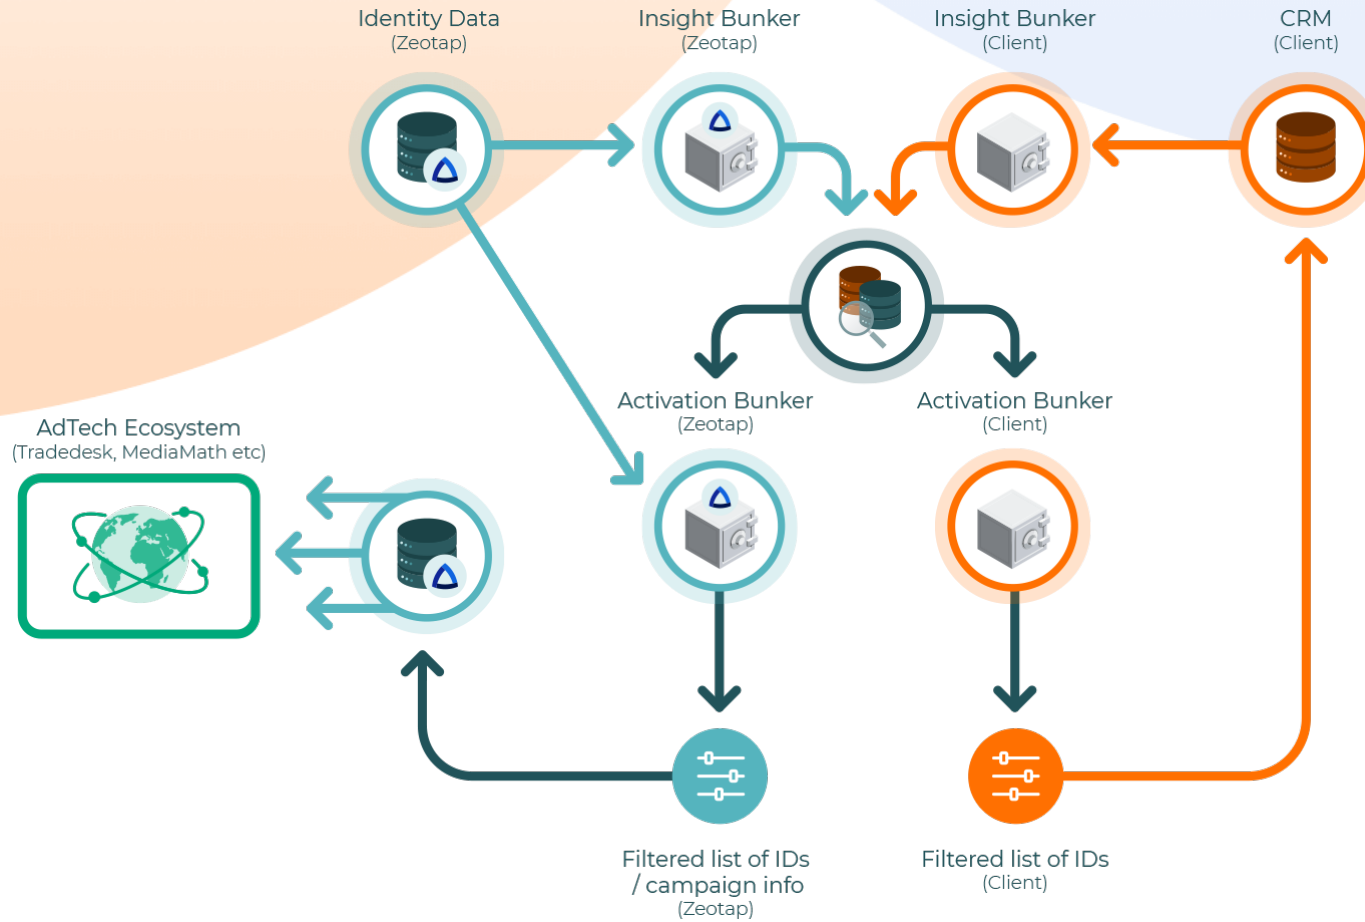 Identity Data
(Zeotap)
Insight Bunker
(Zeotap)
Insight Bunker
(Client)
CRM
(Client)
Activation Bunker
(Zeotap)
Activation Bunker
(Client)
AdTech Ecosystem
(Tradedesk, MediaMath etc)
Filtered list of IDs
/ campaign info
(Zeotap)
Filtered list of IDs
(Client)